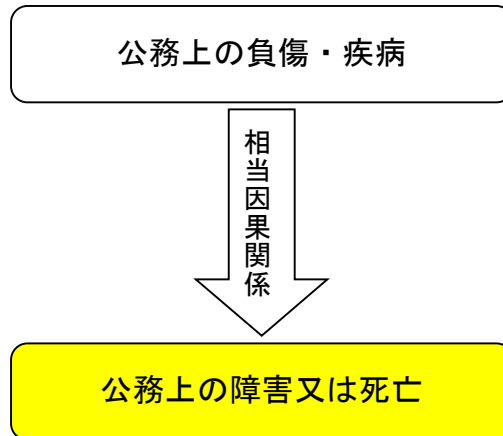 公務上の負傷・疾病
相当因果関係
公務上の障害又は死亡